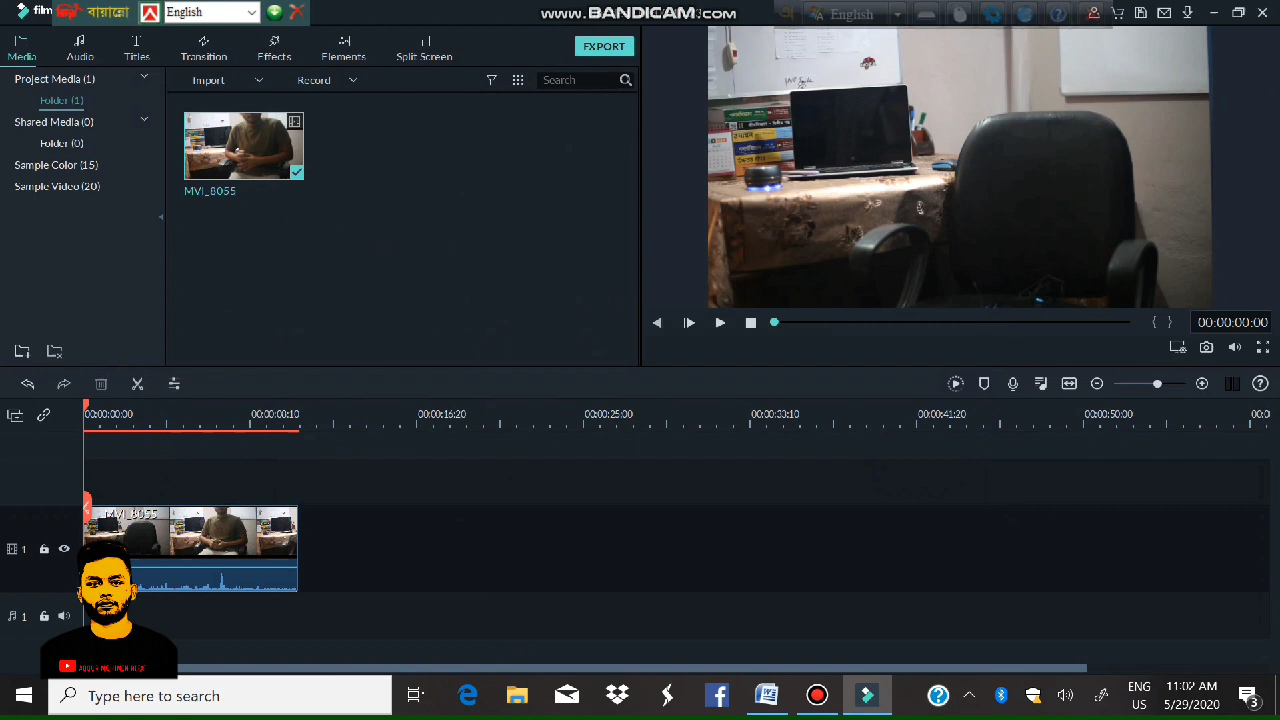 film
বায়ান্নো
English
www.BANDICAM.com
English
Media
Audio
Titles
Transition
Effects
Elements
Split Screen
EXPORT
Project Media (1)
Folder (1)
Import
Record
Search
Sample Color (15)
Sample Video (20)
MVI_8055
00:00:00:00
00:00:00:00
00:00:08:10
00:00:16:20
00:00:25:00
00:00:33:10
00:00:41:20
00:00:50:00
00:0
MVI_8055
1
1
Type here to search
ENG
US
11:02 AM
5/29/2020
3